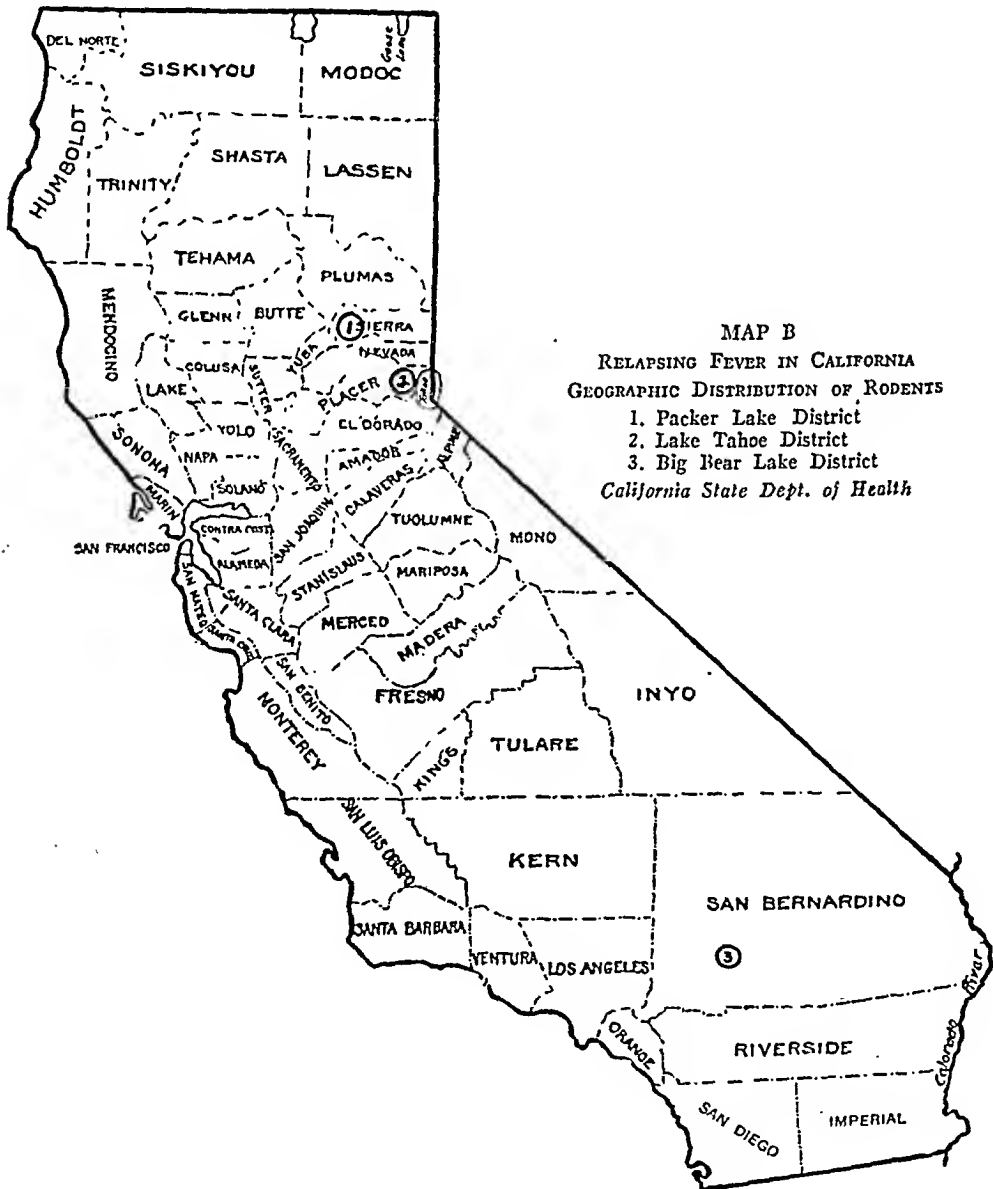 DEL NORTE
SISKIYOU
MODOC
Goose
HUMBOLDT
TRINITY
SHASTA
LASSEN
TEHAMA
PLUMAS
MENDOCINO
GLENN
BUTTE
1
SIERRA
NEVADA
YUBA
COLUSA
SUTTER
LAKE
PLACER
2
EL DORADO
YOLO
SONOMA
NAPA
SACRAMENTO
AMADOR
ALPINE
SOLANO
MARIN
CALAVERAS
CONTRA COSTA
SAN JOAQUIN
TUOLUMNE
MONO
SAN FRANCISCO
ALAMEDA
STANISLAUS
MARIPOSA
SAN MATEO
SANTA CLARA
MERCED
MADERA
SANTA CRUZ
SAN BENITO
FRESNO
INYO
MONTEREY
KINGS
TULARE
SAN LUIS OBISPO
KERN
SAN BERNARDINO
SANTA BARBARA
VENTURA
LOS ANGELES
3
ORANGE
RIVERSIDE
Colorado River
SAN DIEGO
IMPERIAL
MAP B
RELAPSING FEVER IN CALIFORNIA
GEOGRAPHIC DISTRIBUTION OF RODENTS
1. Packer Lake District
2. Lake Tahoe District
3. Big Bear Lake District
California State Dept. of Health